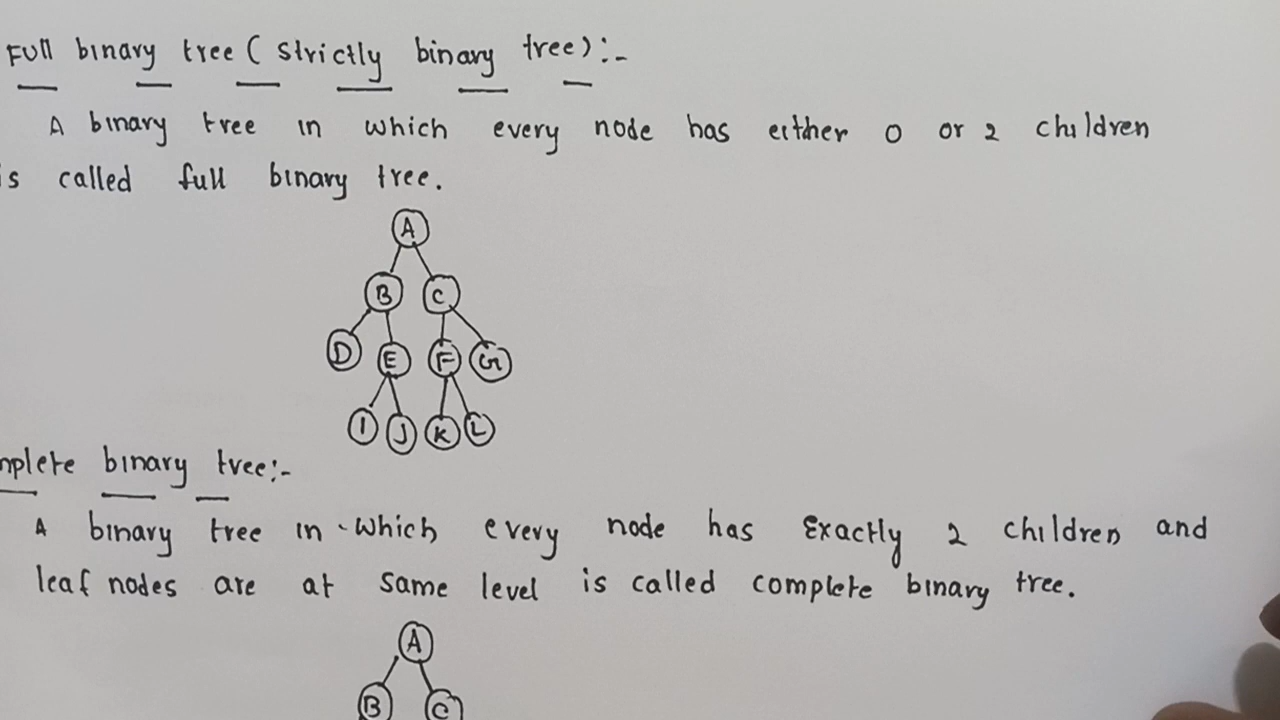 Full binary tree ( strictly binary tree) :-
A binary tree in which every node has either 0 or 2 children
is called full binary tree.
A
B C
D E F G
I J K L
mplete binary tree:-
A binary tree in which every node has Exactly 2 children and
leaf nodes are at same level is called complete binary tree.
A
B C